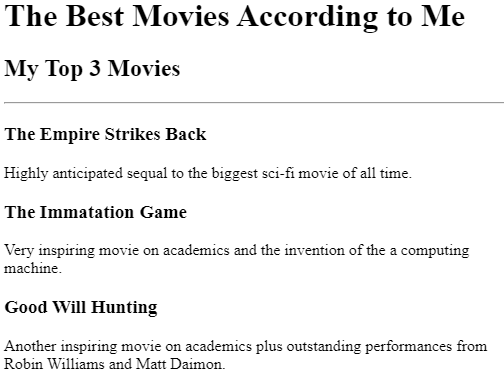 The Best Movies According to Me
My Top 3 Movies
The Empire Strikes Back
Highly anticipated sequal to the biggest sci-fi movie of all time.
The Immatation Game
Very inspiring movie on academics and the invention of the a computing
machine.
Good Will Hunting
Another inspiring movie on academics plus outstanding performances from
Robin Williams and Matt Daimon.